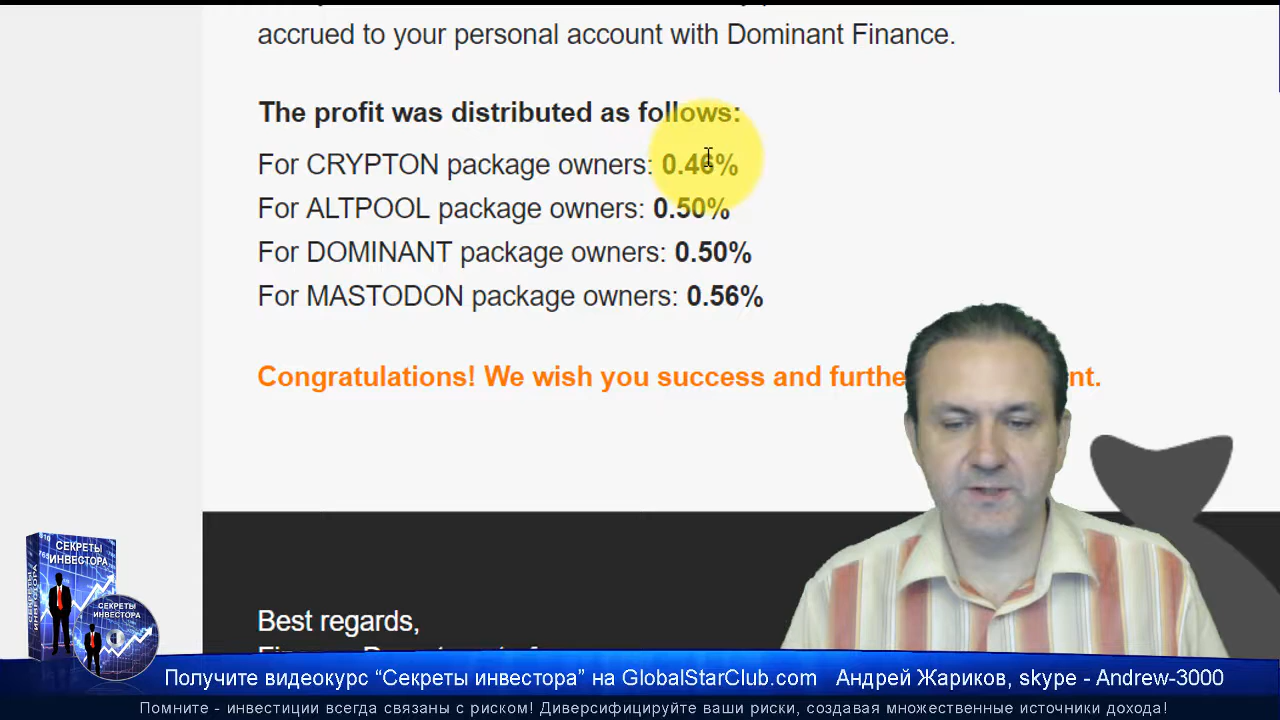 accrued to your personal account with Dominant Finance.
The profit was distributed as follows:
For CRYPTON package owners: 0.46%
For ALTPOOL package owners: 0.50%
For DOMINANT package owners: 0.50%
For MASTODON package owners: 0.56%
Congratulations! We wish you success and furthe nt.
Best regards,
СЕКРЕТЫ
ИНВЕСТОРА
СЕКРЕТЫ
ИНВЕСТОРА
Получите видеокурс “Секреты инвестора” на GlobalStarClub.com Андрей Жариков, skype - Andrew-3000
Помните - инвестиции всегда связаны с риском! Диверсифицируйте ваши риски, создавая множественные источники дохода!